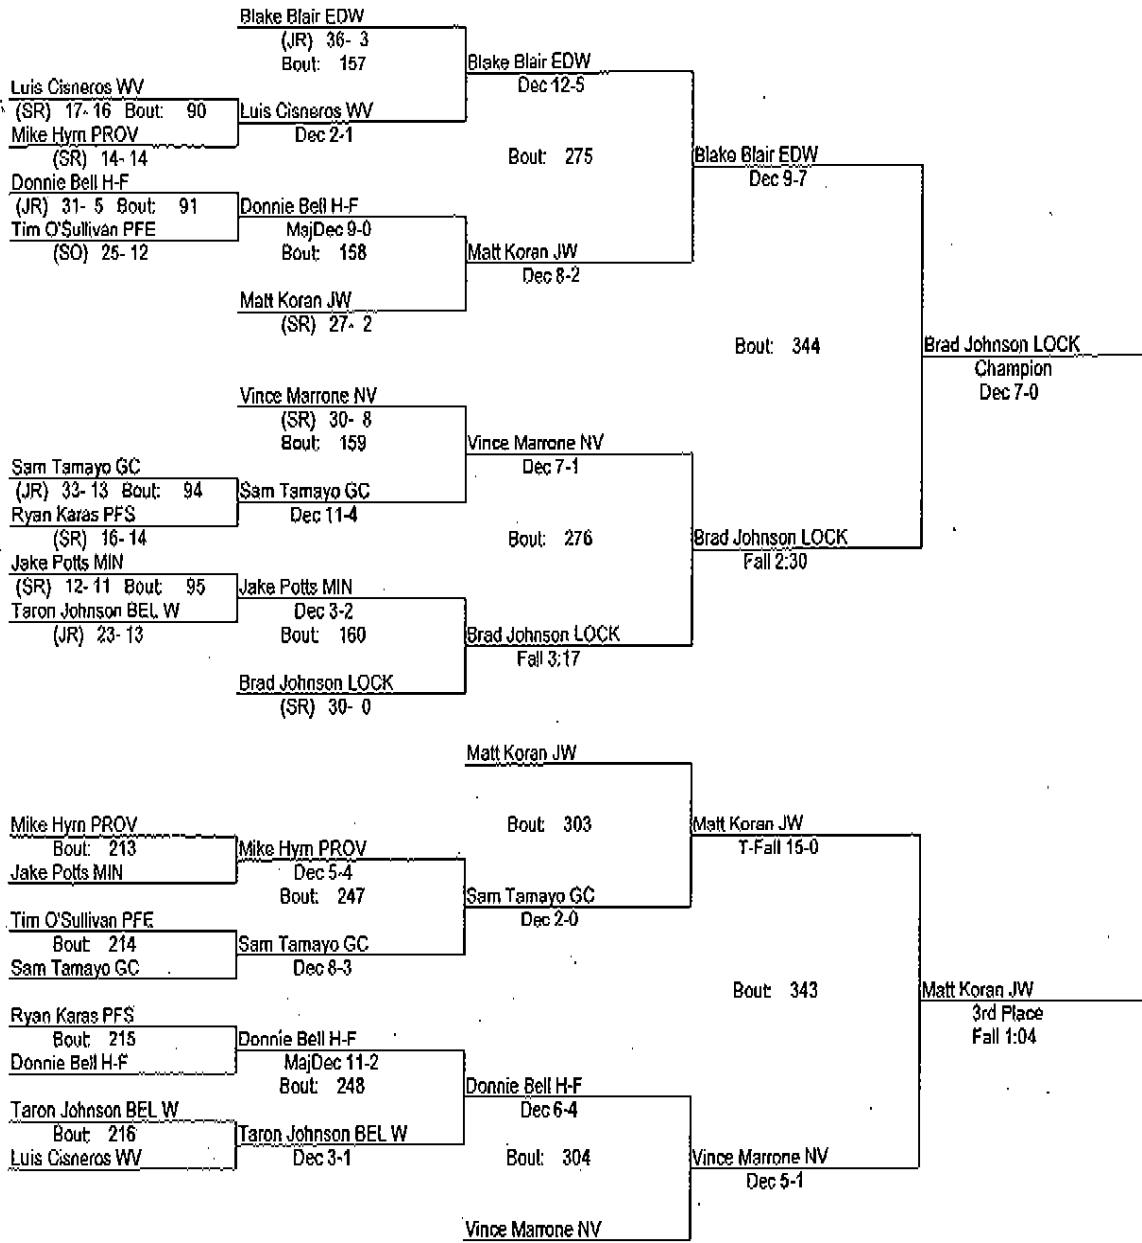 Blake Blair EDW
(JR) 36- 3
Bout: 157
Blake Blair EDW
Dec 12-5
Luis Cisneros WV
(SR) 17- 16 Bout: 90
Luis Cisneros WV
Dec 2-1
Mike Hyrn PROV
(SR) 14- 14
Bout: 275
Blake Blair EDW
Dec 9-7
Donnie Bell H-F
(JR) 31- 5 Bout: 91
Donnie Bell H-F
MajDec 9-0
Tim O'Sullivan PFE
(SO) 25- 12
Bout: 158
Matt Koran JW
Dec 8-2
Matt Koran JW
(SR) 27- 2
Bout: 344
Brad Johnson LOCK
Champion
Dec 7-0
Vince Marrone NV
(SR) 30- 8
Bout: 159
Vince Marrone NV
Dec 7-1
Sam Tamayo GC
(JR) 33- 13 Bout: 94
Sam Tamayo GC
Dec 11-4
Ryan Karas PFS
(SR) 16- 14
Bout: 276
Brad Johnson LOCK
Fall 2:30
Jake Potts MIN
(SR) 12- 11 Bout: 95
Jake Potts MIN
Dec 3-2
Taron Johnson BEL W
(JR) 23- 13
Bout: 160
Brad Johnson LOCK
Fall 3:17
Brad Johnson LOCK
(SR) 30- 0
Matt Koran JW
Bout: 303
Matt Koran JW
T-Fall 15-0
Mike Hyrn PROV
Bout: 213
Jake Potts MIN
Mike Hyrn PROV
Dec 5-4
Bout: 247
Sam Tamayo GC
Dec 2-0
Tim O'Sullivan PFE
Bout: 214
Sam Tamayo GC
Sam Tamayo GC
Dec 8-3
Bout: 343
Matt Koran JW
3rd Place
Fall 1:04
Ryan Karas PFS
Bout: 215
Donnie Bell H-F
Donnie Bell H-F
MajDec 11-2
Bout: 248
Donnie Bell H-F
Dec 6-4
Taron Johnson BEL W
Bout: 216
Luis Cisneros WV
Taron Johnson BEL W
Dec 3-1
Bout: 304
Vince Marrone NV
Dec 5-1
Vince Marrone NV